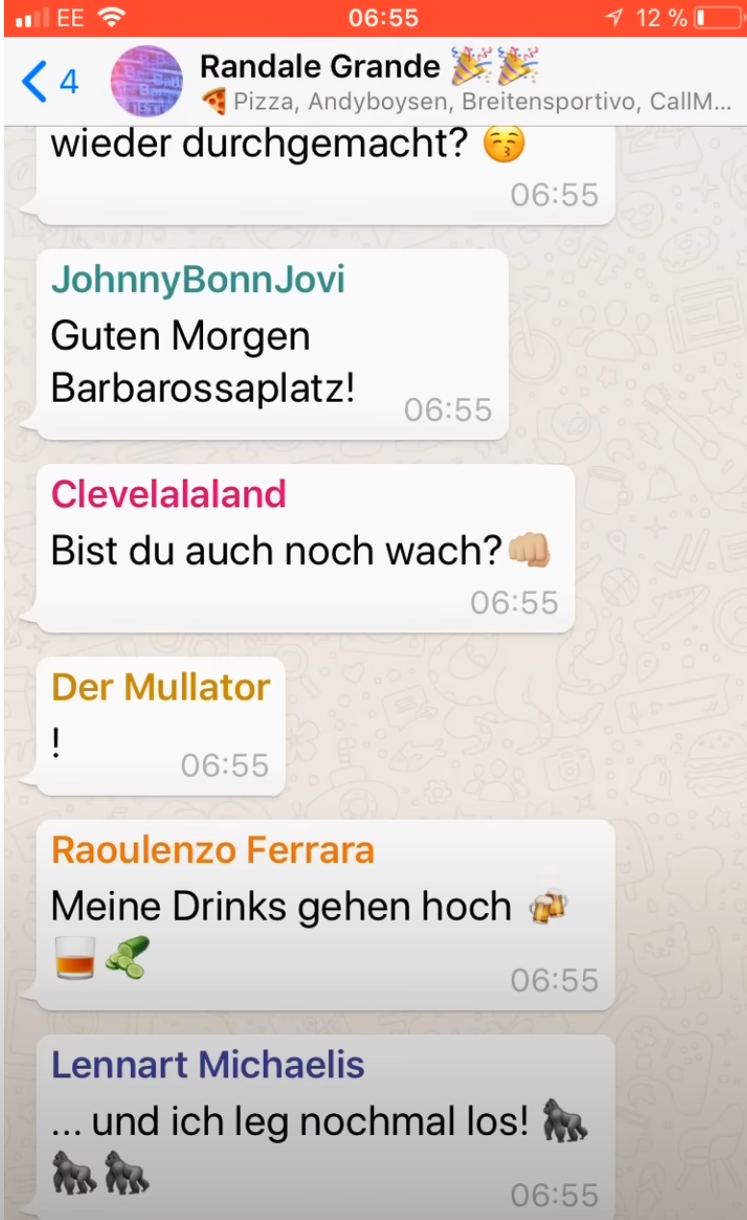 EE 06:55 12 %
4 Randale Grande 🎉🎉
🍕 Pizza, Andyboysen, Breitensportivo, CallM...
wieder durchgemacht? 😚
06:55
JohnnyBonnJovi
Guten Morgen
Barbarossaplatz!
06:55
Clevelalaland
Bist du auch noch wach?👊🏼
06:55
Der Mullator
!
06:55
Raoulenzo Ferrara
Meine Drinks gehen hoch 🍻
🥃🥒
06:55
Lennart Michaelis
... und ich leg nochmal los! 🦍
🦍🦍
06:55